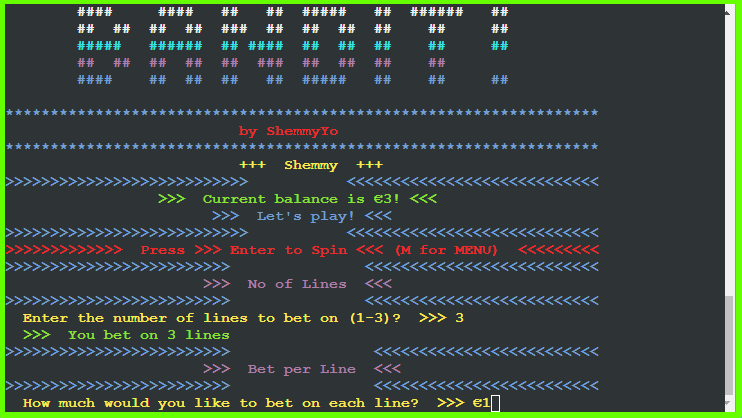 BANDIT!
************************************************************************
by ShemmyYo
************************************************************************
+++ Shemmy +++
>>>>>>>>>>>>>>>>>>>>>>>>>>> <<<<<<<<<<<<<<<<<<<<<<<<<<<<
>>> Current balance is €3! <<<
>>> Let's play! <<<
>>>>>>>>>>>>>>>>>>>>>>>>>>> <<<<<<<<<<<<<<<<<<<<<<<<<<<<
>>>>>>>>>>>>> Press >>> Enter to Spin <<< (M for MENU) <<<<<<<<<
>>>>>>>>>>>>>>>>>>>>>>>>> <<<<<<<<<<<<<<<<<<<<<<<<<<
>>> No of Lines <<<
>>>>>>>>>>>>>>>>>>>>>>>>> <<<<<<<<<<<<<<<<<<<<<<<<<<
Enter the number of lines to bet on (1-3)? >>> 3
>>> You bet on 3 lines
>>>>>>>>>>>>>>>>>>>>>>>>> <<<<<<<<<<<<<<<<<<<<<<<<<
>>> Bet per Line <<<
>>>>>>>>>>>>>>>>>>>>>>>>> <<<<<<<<<<<<<<<<<<<<<<<<<
How much would you like to bet on each line? >>> €1